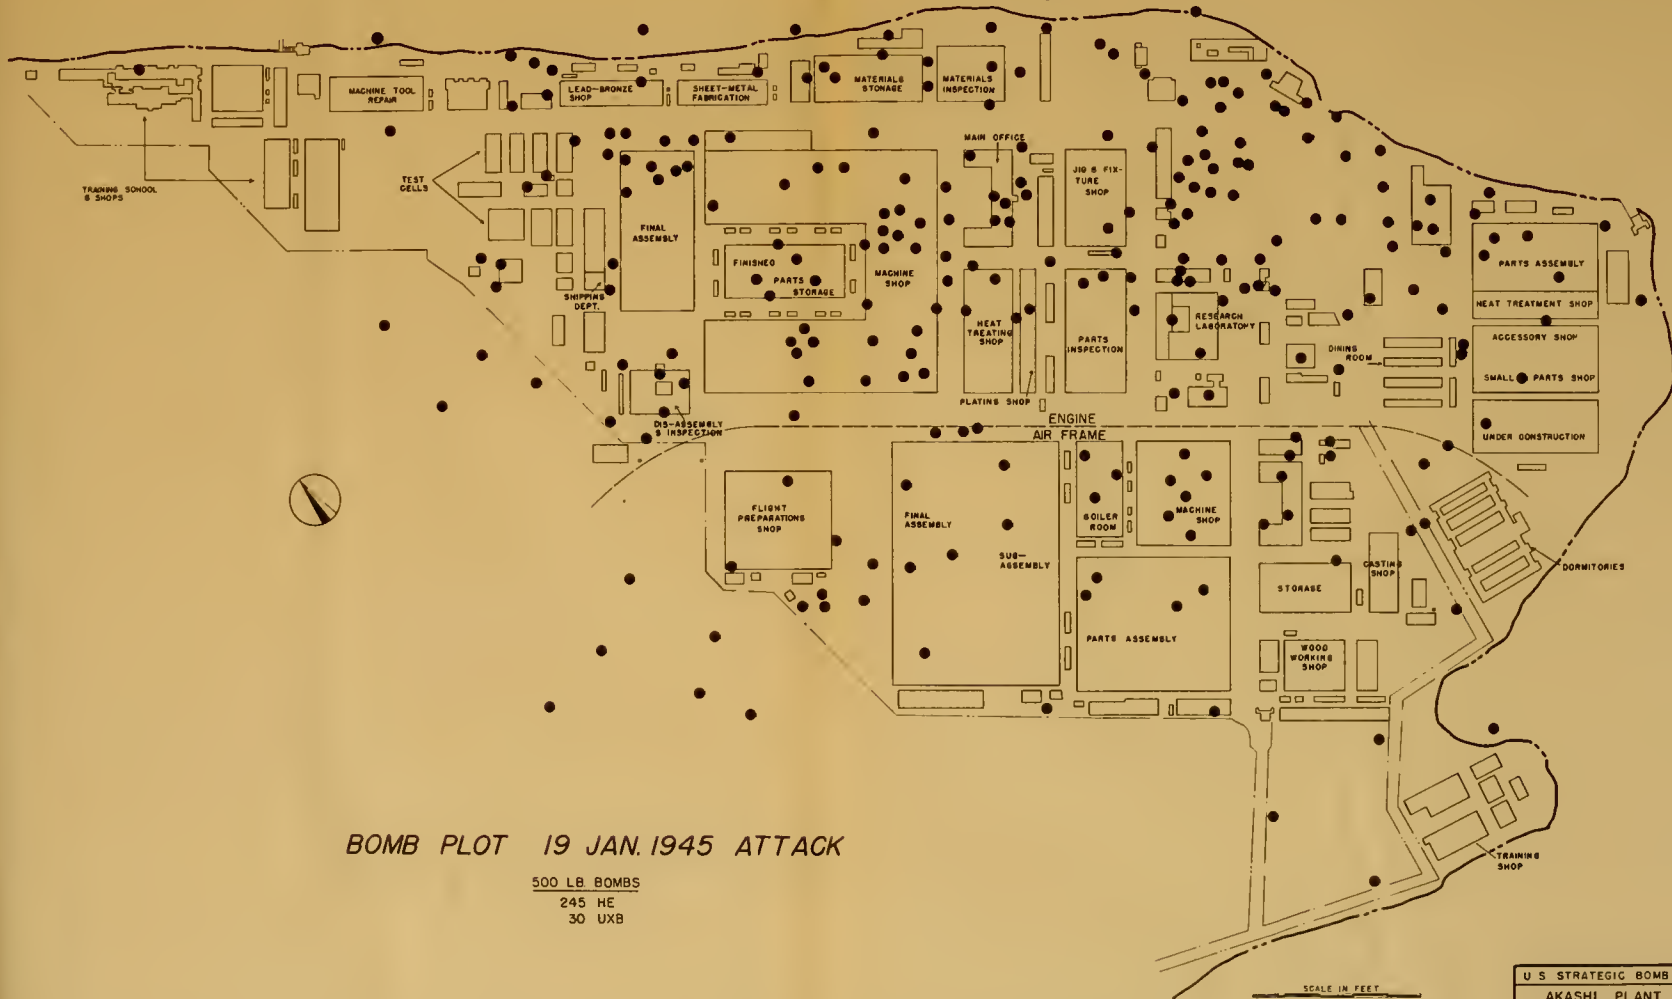 MACHINE TOOL
REPAIR
LEAD-BRONZE
SHOP
SHEET-METAL
FABRICATION
MATERIALS
STONAGE
MATERIALS
INSPECTION
TRAINING SCHOOL
& SHOPS
TEST
CELLS
MAIN OFFICE
JIG & FIX-
TURE
SHOP
FINAL
ASSEMBLY
FINISHED
PARTS
STORAGE
MACHINE
SHOP
SHIPPING
DEPT.
HEAT
TREATING
SHOP
PARTS
INSPECTION
RESEARCH
LABORATORY
PARTS ASSEMBLY
HEAT TREATMENT SHOP
ACCESSORY SHOP
DINING
ROOM
SMALL PARTS SHOP
PLATING SHOP
UNDER CONSTRUCTION
DIS-ASSEMBLY
& INSPECTION
ENGINE
AIR FRAME
FLIGHT
PREPARATIONS
SHOP
FINAL
ASSEMBLY
SUB-
ASSEMBLY
BOILER
ROOM
MACHINE
SHOP
PARTS ASSEMBLY
STORAGE
CASTING
SHOP
DORMITORIES
WOOD
WORKING
SHOP
TRAINING
SHOP
BOMB PLOT 19 JAN. 1945 ATTACK
500 LB. BOMBS
245 HE
30 UXB
SCALE IN FEET
U S STRATEGIC BOMB
AKASHI PLANT